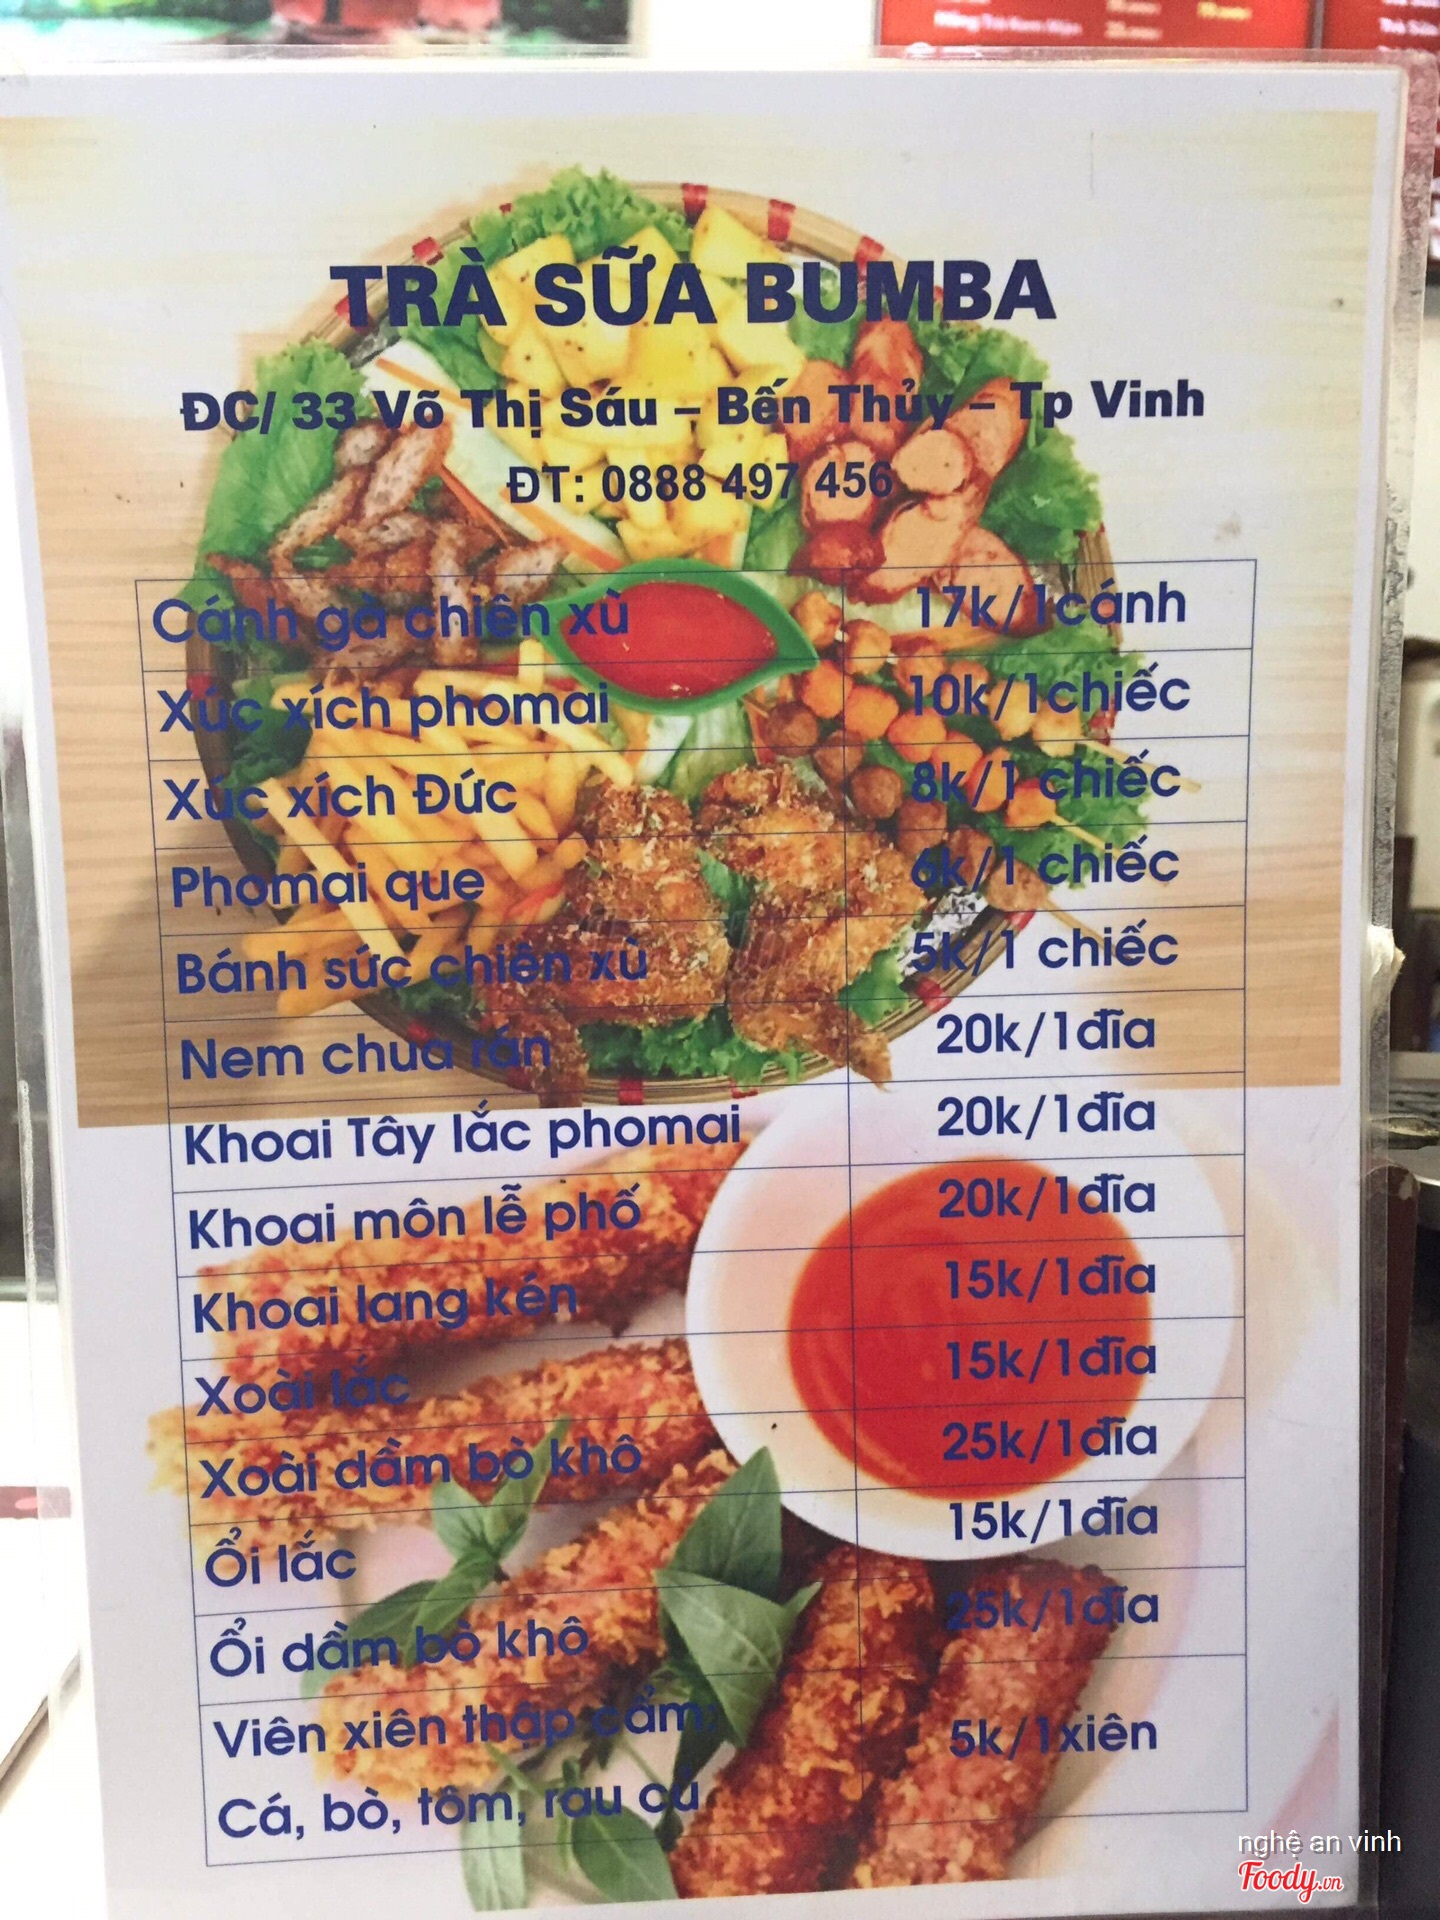 TRÀ SỮA BUMBA
ĐC/ 33 Võ Thị Sáu – Bến Thủy – Tp Vinh
ĐT: 0888 497 456
Cánh gà chiên xù 17k/1cánh
Xúc xích phomai 10k/1chiếc
Xúc xích Đức 8k/1 chiếc
Phomai que 6k/1 chiếc
Bánh sức chiên xù 5k/1 chiếc
Nem chua rán 20k/1đĩa
Khoai Tây lắc phomai 20k/1đĩa
Khoai môn lễ phố 20k/1đĩa
Khoai lang kén 15k/1đĩa
Xoài lắc 15k/1đĩa
Xoài dầm bò khô 25k/1đĩa
Ổi lắc 15k/1đĩa
Ổi dầm bò khô 25k/1đĩa
Viên xiên thập cẩm: 5k/1xiên
Cá, bò, tôm, rau củ
nghệ an vinh
Foody.vn